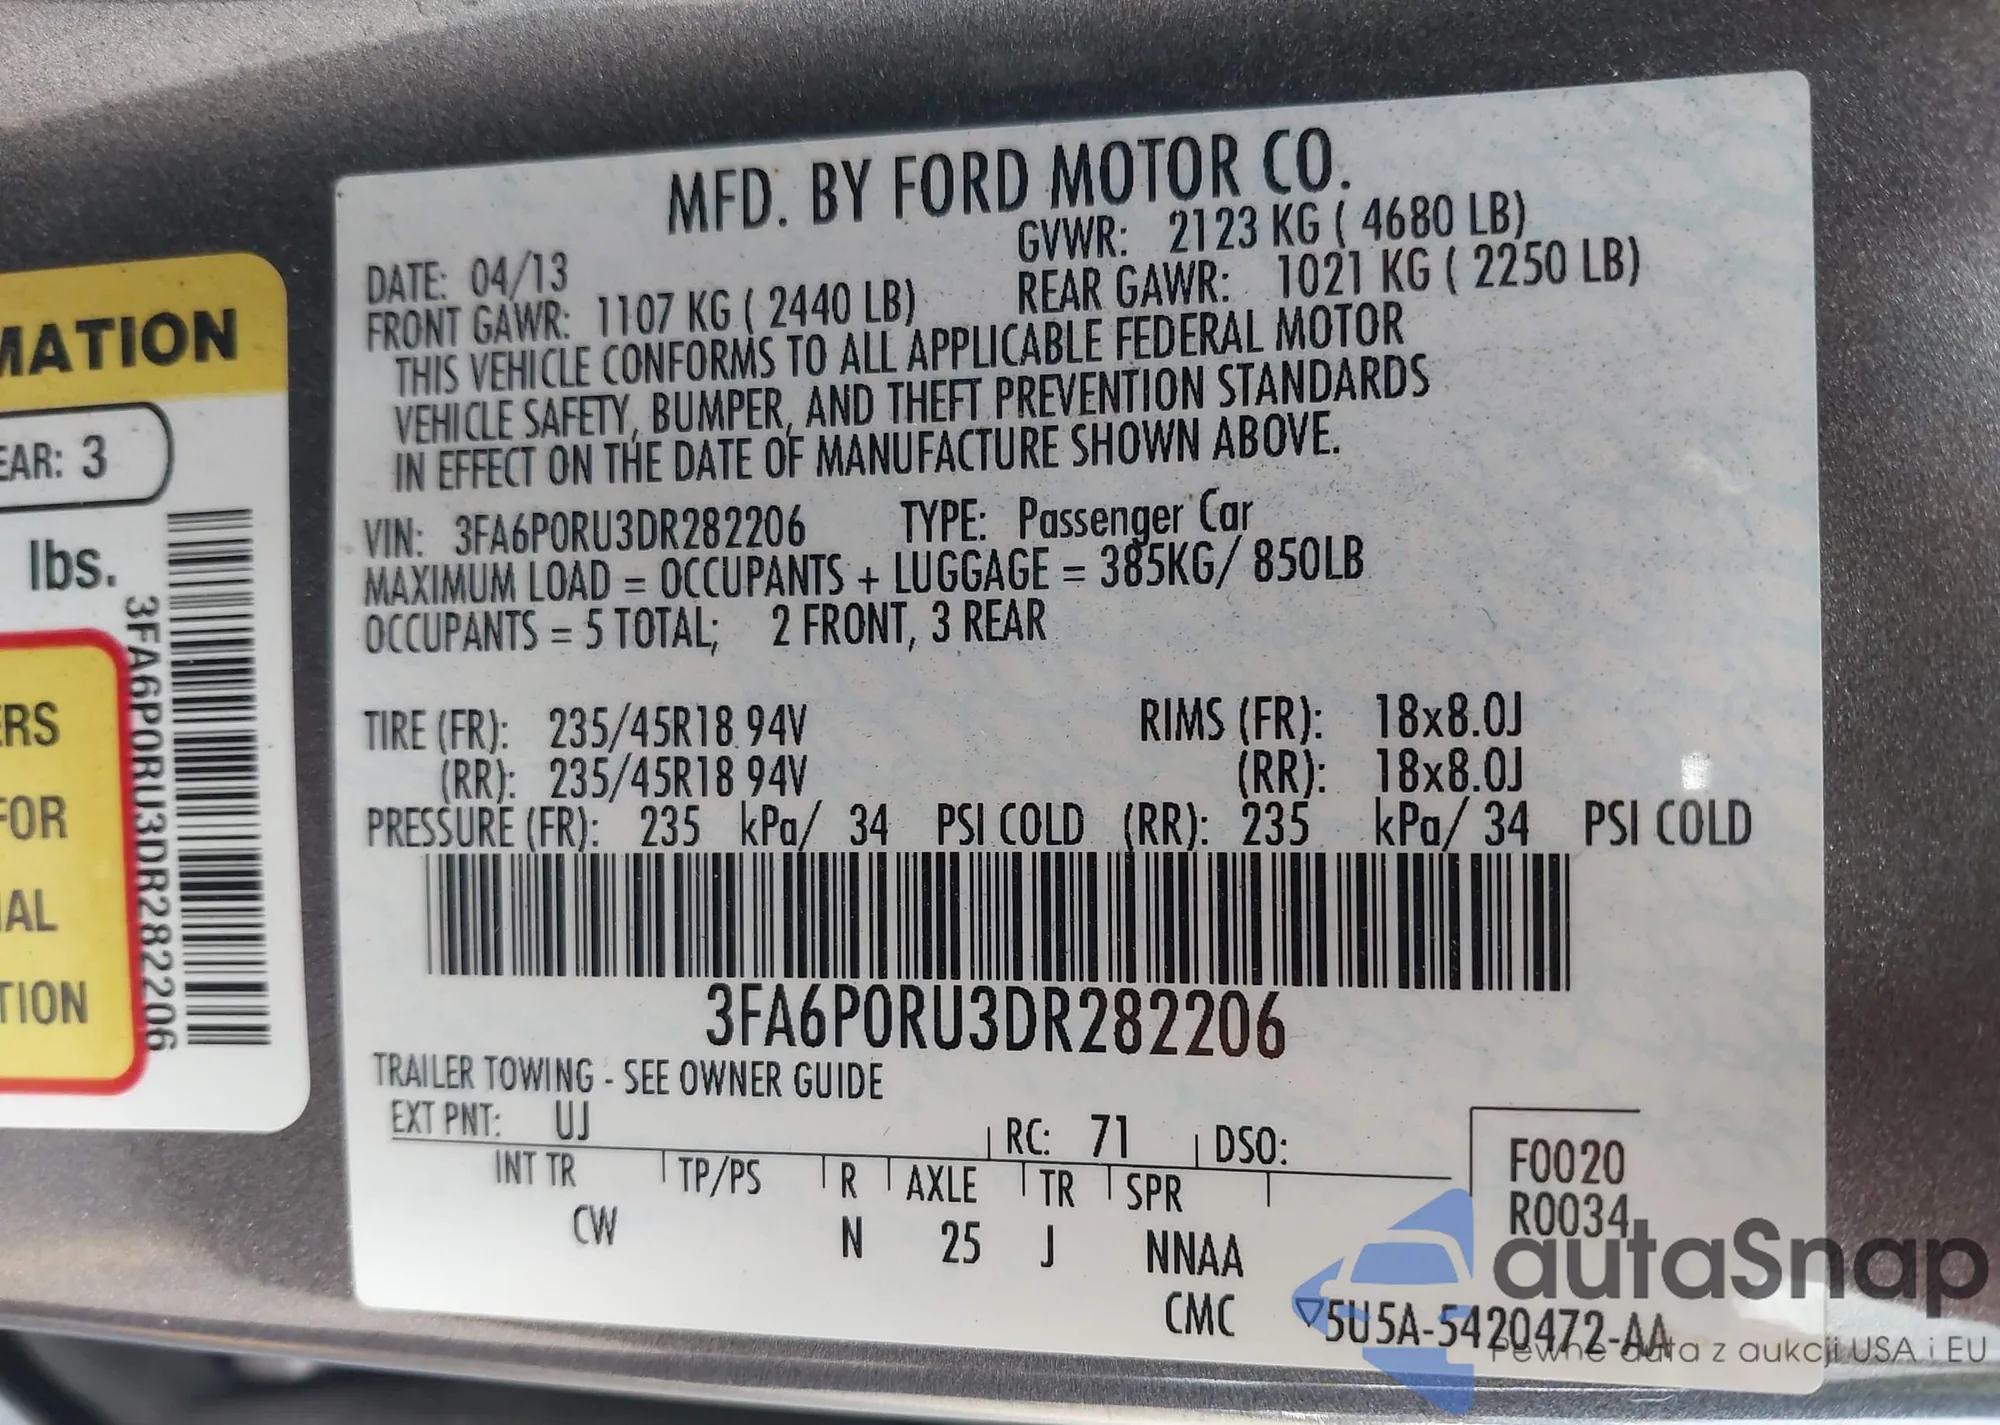 MFD. BY FORD MOTOR CO.
DATE: 04/13 GVWR: 2123 KG ( 4680 LB)
FRONT GAWR: 1107 KG ( 2440 LB) REAR GAWR: 1021 KG ( 2250 LB)
THIS VEHICLE CONFORMS TO ALL APPLICABLE FEDERAL MOTOR
VEHICLE SAFETY, BUMPER, AND THEFT PREVENTION STANDARDS
IN EFFECT ON THE DATE OF MANUFACTURE SHOWN ABOVE.
VIN: 3FA6P0RU3DR282206 TYPE: Passenger Car
MAXIMUM LOAD = OCCUPANTS + LUGGAGE = 385KG/ 850LB
OCCUPANTS = 5 TOTAL; 2 FRONT, 3 REAR
TIRE (FR): 235/45R18 94V RIMS (FR): 18x8.0J
(RR): 235/45R18 94V (RR): 18x8.0J
PRESSURE (FR): 235 kPa/ 34 PSI COLD (RR): 235 kPa/ 34 PSI COLD
3FA6P0RU3DR282206
TRAILER TOWING - SEE OWNER GUIDE
EXT PNT: UJ RC: 71 DSO:
INT TR TP/PS R AXLE TR SPR
CW N 25 J NNAA
CMC
F0020
R0034
▽5U5A-5420472-AA
MATION
EAR: 3
lbs.
ERS
FOR
IAL
TION
3FA6P0RU3DR282206
autaSnap
Pewne auta z aukcji USA i EU